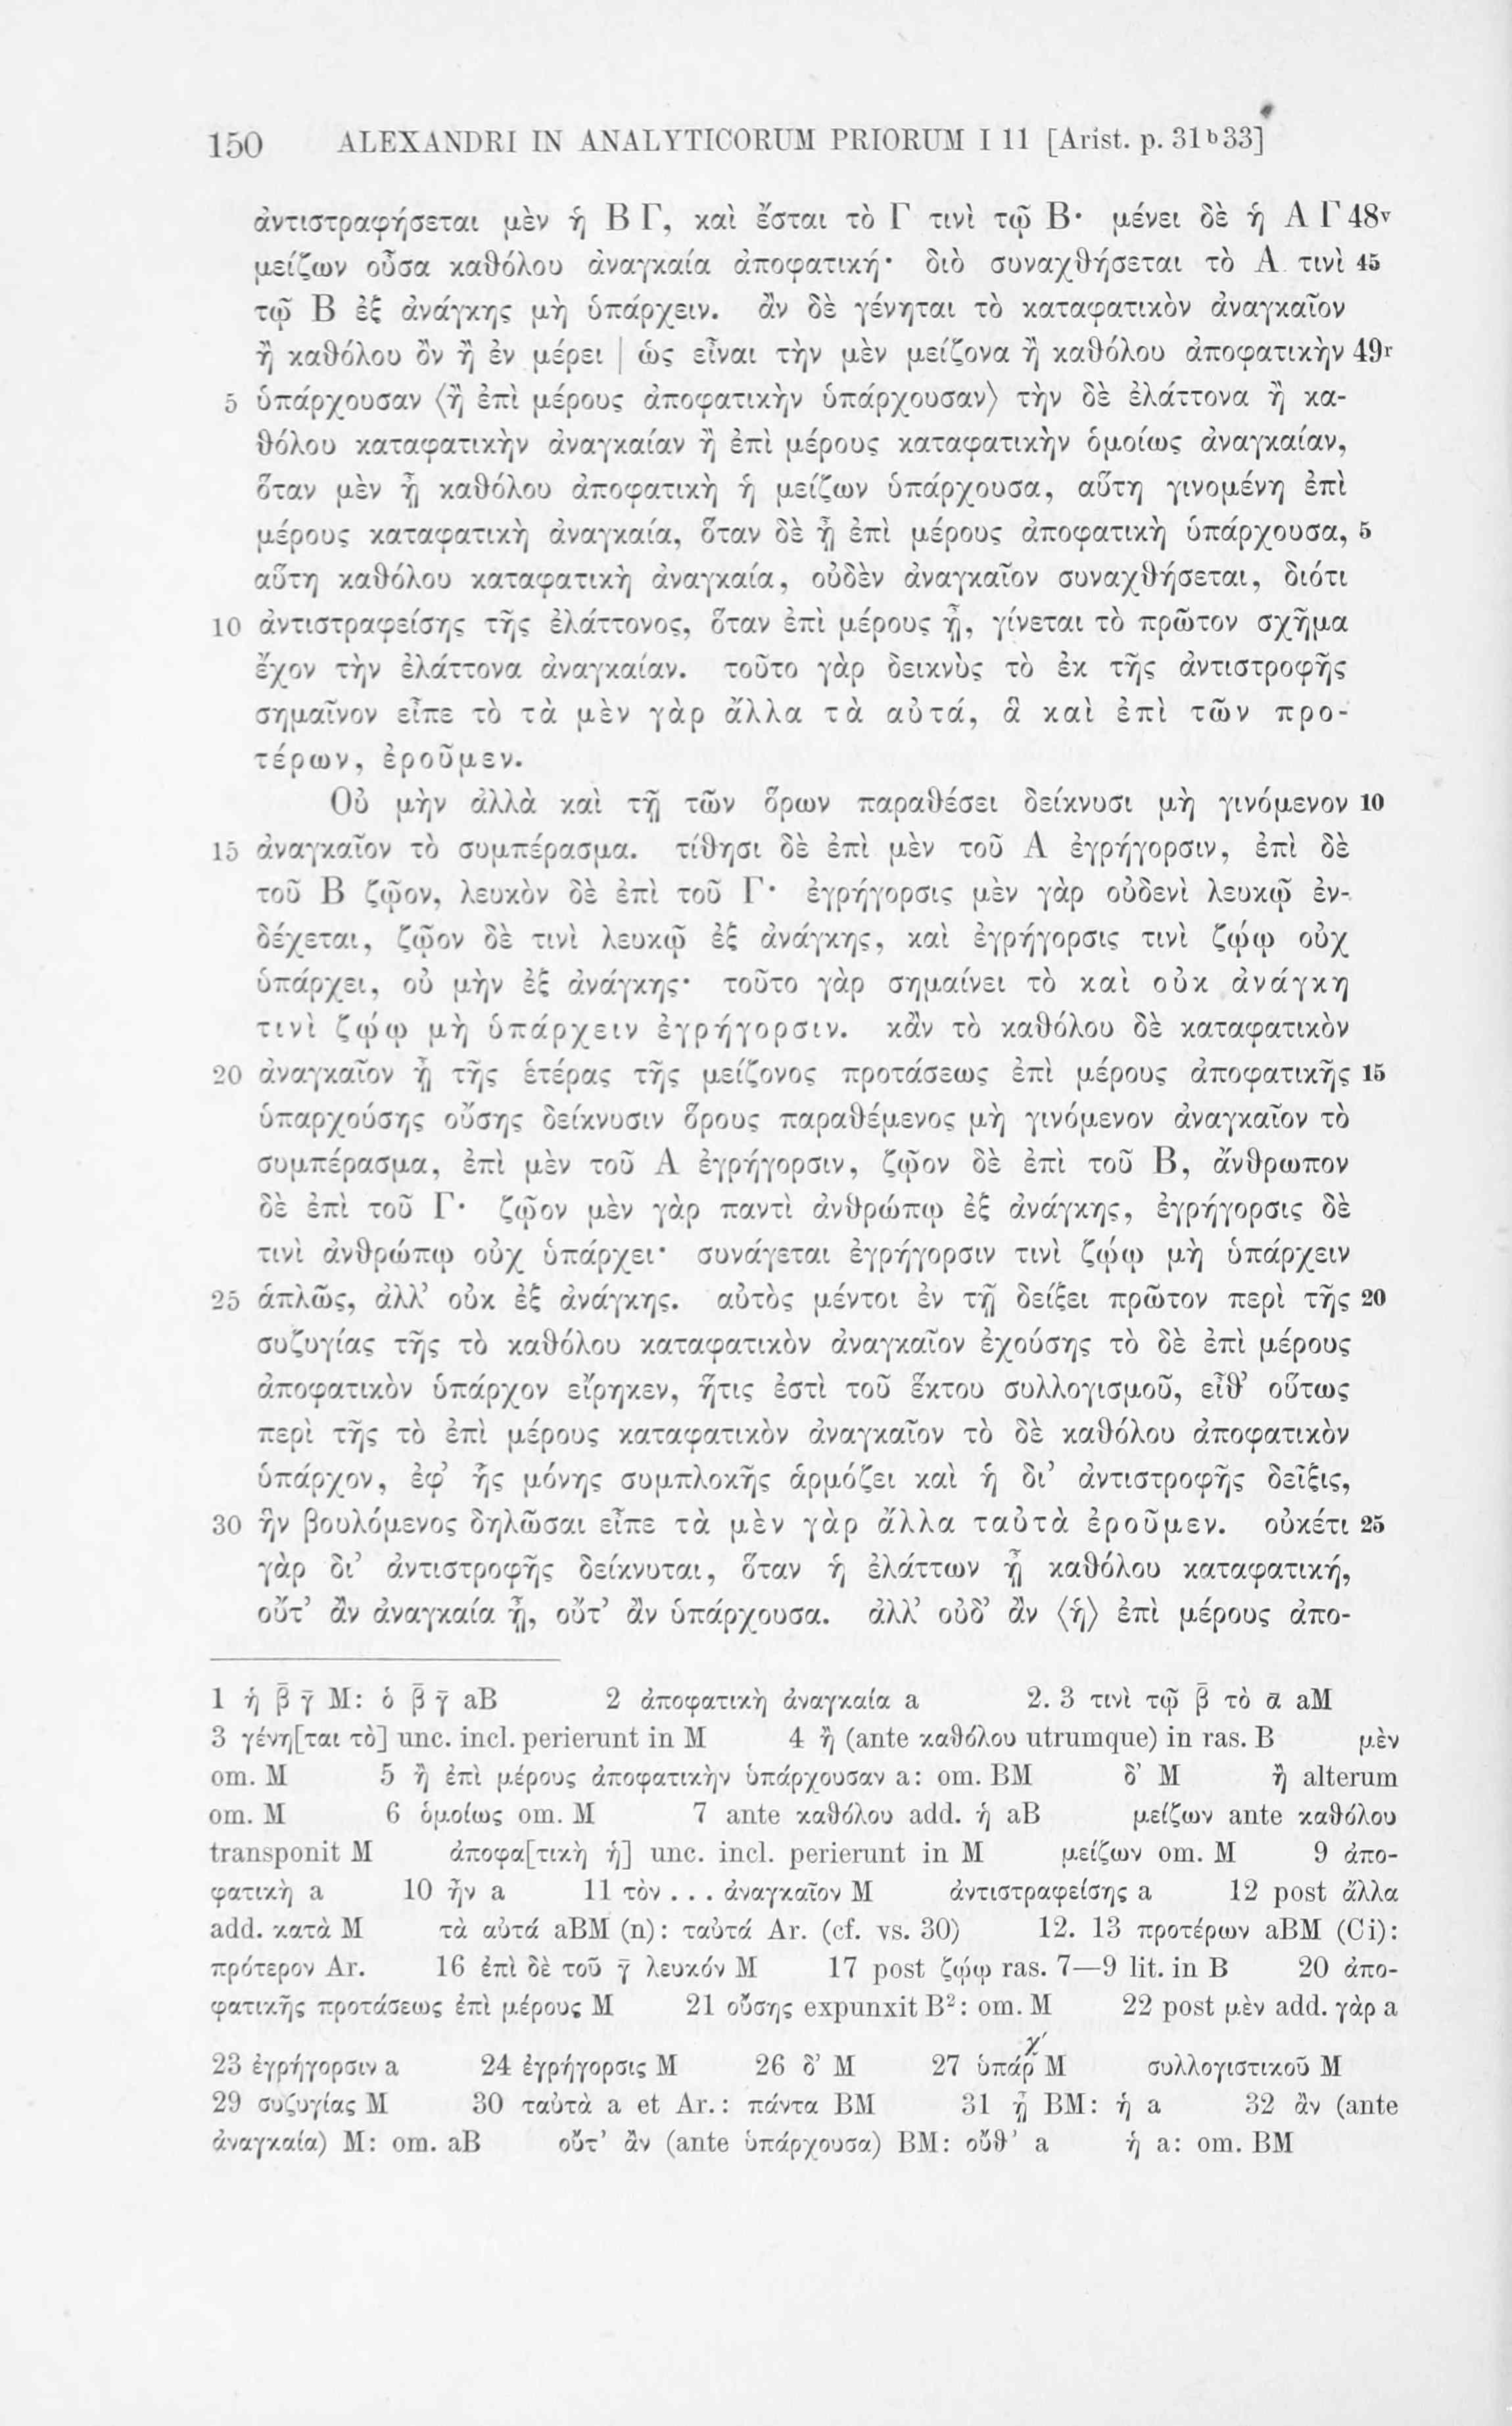 150 ALEXANDRI IN ANALYTICORUM PRIORUM I 11 [Arist. p. 31ᵇ33]
ἀντιστραφήσεται μὲν ἡ Β Γ, καὶ ἔσται τὸ Γ τινὶ τῷ Β· μένει δὲ ἡ Α Γ 48ᵛ
μείζων οὖσα καθόλου ἀναγκαία ἀποφατική· διὸ συναχθήσεται τὸ Α τινὶ 45
τῷ Β ἐξ ἀνάγκης μὴ ὑπάρχειν. ἂν δὲ γένηται τὸ καταφατικὸν ἀναγκαῖον
ἢ καθόλου ὂν ἢ ἐν μέρει | ὡς εἶναι τὴν μὲν μείζονα ἢ καθόλου ἀποφατικὴν 49ʳ
5 ὑπάρχουσαν ⟨ἢ ἐπὶ μέρους ἀποφατικὴν ὑπάρχουσαν⟩ τὴν δὲ ἐλάττονα ἢ κα-
θόλου καταφατικὴν ἀναγκαίαν ἢ ἐπὶ μέρους καταφατικὴν ὁμοίως ἀναγκαίαν,
ὅταν μὲν ᾖ καθόλου ἀποφατικὴ ἡ μείζων ὑπάρχουσα, αὕτη γινομένη ἐπὶ
μέρους καταφατικὴ ἀναγκαία, ὅταν δὲ ᾖ ἐπὶ μέρους ἀποφατικὴ ὑπάρχουσα, 5
αὕτη καθόλου καταφατικὴ ἀναγκαία, οὐδὲν ἀναγκαῖον συναχθήσεται, διότι
10 ἀντιστραφείσης τῆς ἐλάττονος, ὅταν ἐπὶ μέρους ᾖ, γίνεται τὸ πρῶτον σχῆμα
ἔχον τὴν ἐλάττονα ἀναγκαίαν. τοῦτο γὰρ δεικνὺς τὸ ἐκ τῆς ἀντιστροφῆς
σημαῖνον εἶπε τὸ τὰ μὲν γὰρ ἄλλα τὰ αὐτά, ἃ καὶ ἐπὶ τῶν προ-
τέρων, ἐροῦμεν.
Οὐ μὴν ἀλλὰ καὶ τῇ τῶν ὅρων παραθέσει δείκνυσι μὴ γινόμενον 10
15 ἀναγκαῖον τὸ συμπέρασμα. τίθησι δὲ ἐπὶ μὲν τοῦ Α ἐγρήγορσιν, ἐπὶ δὲ
τοῦ Β ζῷον, λευκὸν δὲ ἐπὶ τοῦ Γ· ἐγρήγορσις μὲν γὰρ οὐδενὶ λευκῷ ἐν-
δέχεται, ζῷον δὲ τινὶ λευκῷ ἐξ ἀνάγκης, καὶ ἐγρήγορσις τινὶ ζῴῳ οὐχ
ὑπάρχει, οὐ μὴν ἐξ ἀνάγκης· τοῦτο γὰρ σημαίνει τὸ καὶ οὐκ ἀνάγκη
τινὶ ζῴῳ μὴ ὑπάρχειν ἐγρήγορσιν. κἂν τὸ καθόλου δὲ καταφατικὸν
20 ἀναγκαῖον ᾖ τῆς ἑτέρας τῆς μείζονος προτάσεως ἐπὶ μέρους ἀποφατικῆς 15
ὑπαρχούσης οὔσης δείκνυσιν ὅρους παραθέμενος μὴ γινόμενον ἀναγκαῖον τὸ
συμπέρασμα, ἐπὶ μὲν τοῦ Α ἐγρήγορσιν, ζῷον δὲ ἐπὶ τοῦ Β, ἄνθρωπον
δὲ ἐπὶ τοῦ Γ· ζῷον μὲν γὰρ παντὶ ἀνθρώπῳ ἐξ ἀνάγκης, ἐγρήγορσις δὲ
τινὶ ἀνθρώπῳ οὐχ ὑπάρχει· συνάγεται ἐγρήγορσιν τινὶ ζῴῳ μὴ ὑπάρχειν
25 ἁπλῶς, ἀλλ’ οὐκ ἐξ ἀνάγκης. αὐτὸς μέντοι ἐν τῇ δείξει πρῶτον περὶ τῆς 20
συζυγίας τῆς τὸ καθόλου καταφατικὸν ἀναγκαῖον ἐχούσης τὸ δὲ ἐπὶ μέρους
ἀποφατικὸν ὑπάρχον εἴρηκεν, ἥτις ἐστὶ τοῦ ἕκτου συλλογισμοῦ, εἶθ’ οὕτως
περὶ τῆς τὸ ἐπὶ μέρους καταφατικὸν ἀναγκαῖον τὸ δὲ καθόλου ἀποφατικὸν
ὑπάρχον, ἐφ’ ἧς μόνης συμπλοκῆς ἁρμόζει καὶ ἡ δι’ ἀντιστροφῆς δεῖξις,
30 ἣν βουλόμενος δηλῶσαι εἶπε τὰ μὲν γὰρ ἄλλα ταὐτὰ ἐροῦμεν. οὐκέτι 25
γὰρ δι’ ἀντιστροφῆς δείκνυται, ὅταν ἡ ἐλάττων ᾖ καθόλου καταφατική,
οὔτ’ ἂν ἀναγκαία ᾖ, οὔτ’ ἂν ὑπάρχουσα. ἀλλ’ οὐδ’ ἂν ⟨ἡ⟩ ἐπὶ μέρους ἀπο-
1 ἡ β̄ γ̄ M: ὁ β̄ γ̄ aB 2 ἀποφατικὴ ἀναγκαία a 2. 3 τινὶ τῷ β̄ τὸ ᾱ aM
3 γένη[ται τὸ] unc. incl. perierunt in M 4 ἢ (ante καθόλου utrumque) in ras. B μὲν
om. M 5 ἢ ἐπὶ μέρους ἀποφατικὴν ὑπάρχουσαν a: om. BM δ’ M ἢ alterum
om. M 6 ὁμοίως om. M 7 ante καθόλου add. ἡ aB μείζων ante καθόλου
transponit M ἀποφα[τικὴ ἡ] unc. incl. perierunt in M μείζων om. M 9 ἀπο-
φατικὴ a 10 ἦν a 11 τὸν . . . ἀναγκαῖον M ἀντιστραφείσης a 12 post ἄλλα
add. κατὰ M τὰ αὐτά aBM (n): ταὐτά Ar. (cf. vs. 30) 12. 13 προτέρων aBM (Ci):
πρότερον Ar. 16 ἐπὶ δὲ τοῦ γ̄ λευκόν M 17 post ζῴῳ ras. 7—9 lit. in B 20 ἀπο-
φατικῆς προτάσεως ἐπὶ μέρους M 21 οὔσης expunxit B²: om. M 22 post μὲν add. γὰρ a
23 ἐγρήγορσιν a 24 ἐγρήγορσις M 26 δ’ M 27 ὑπάρχ́ M συλλογιστικοῦ M
29 συζυγίας M 30 ταὐτὰ a et Ar.: πάντα BM 31 ᾖ BM: ἡ a 32 ἂν (ante
ἀναγκαία) M: om. aB οὔτ’ ἂν (ante ὑπάρχουσα) BM: οὔθ’ a ἡ a: om. BM